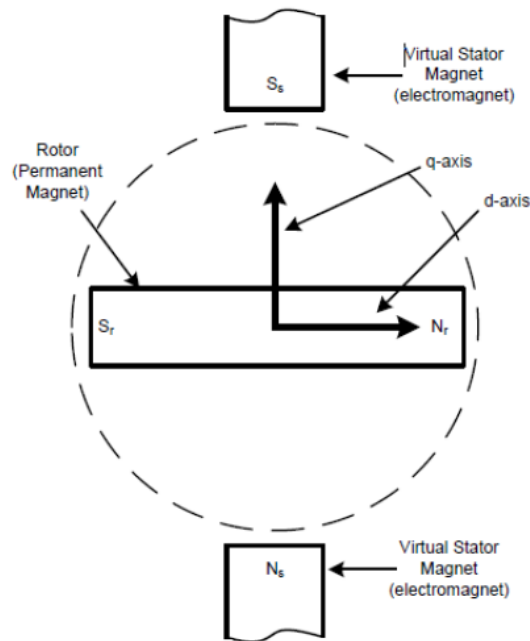 Virtual Stator
Magnet
(electromagnet)
Sₛ
Rotor
(Permanent
Magnet)
q-axis
d-axis
Sᵣ
Nᵣ
Nₛ
Virtual Stator
Magnet
(electromagnet)